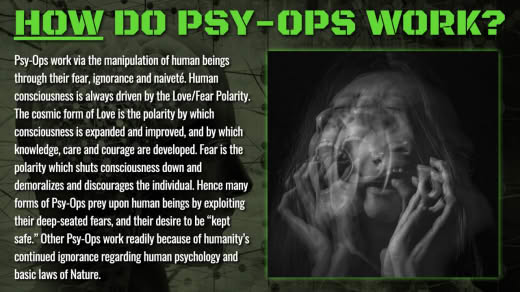 HOW DO PSY-OPS WORK?
Psy-Ops work via the manipulation of human beings
through their fear, ignorance and naiveté. Human
consciousness is always driven by the Love/Fear Polarity.
The cosmic form of Love is the polarity by which
consciousness is expanded and improved, and by which
knowledge, care and courage are developed. Fear is the
polarity which shuts consciousness down and
demoralizes and discourages the individual. Hence many
forms of Psy-Ops prey upon human beings by exploiting
their deep-seated fears, and their desire to be “kept
safe.” Other Psy-Ops work readily because of humanity’s
continued ignorance regarding human psychology and
basic laws of Nature.